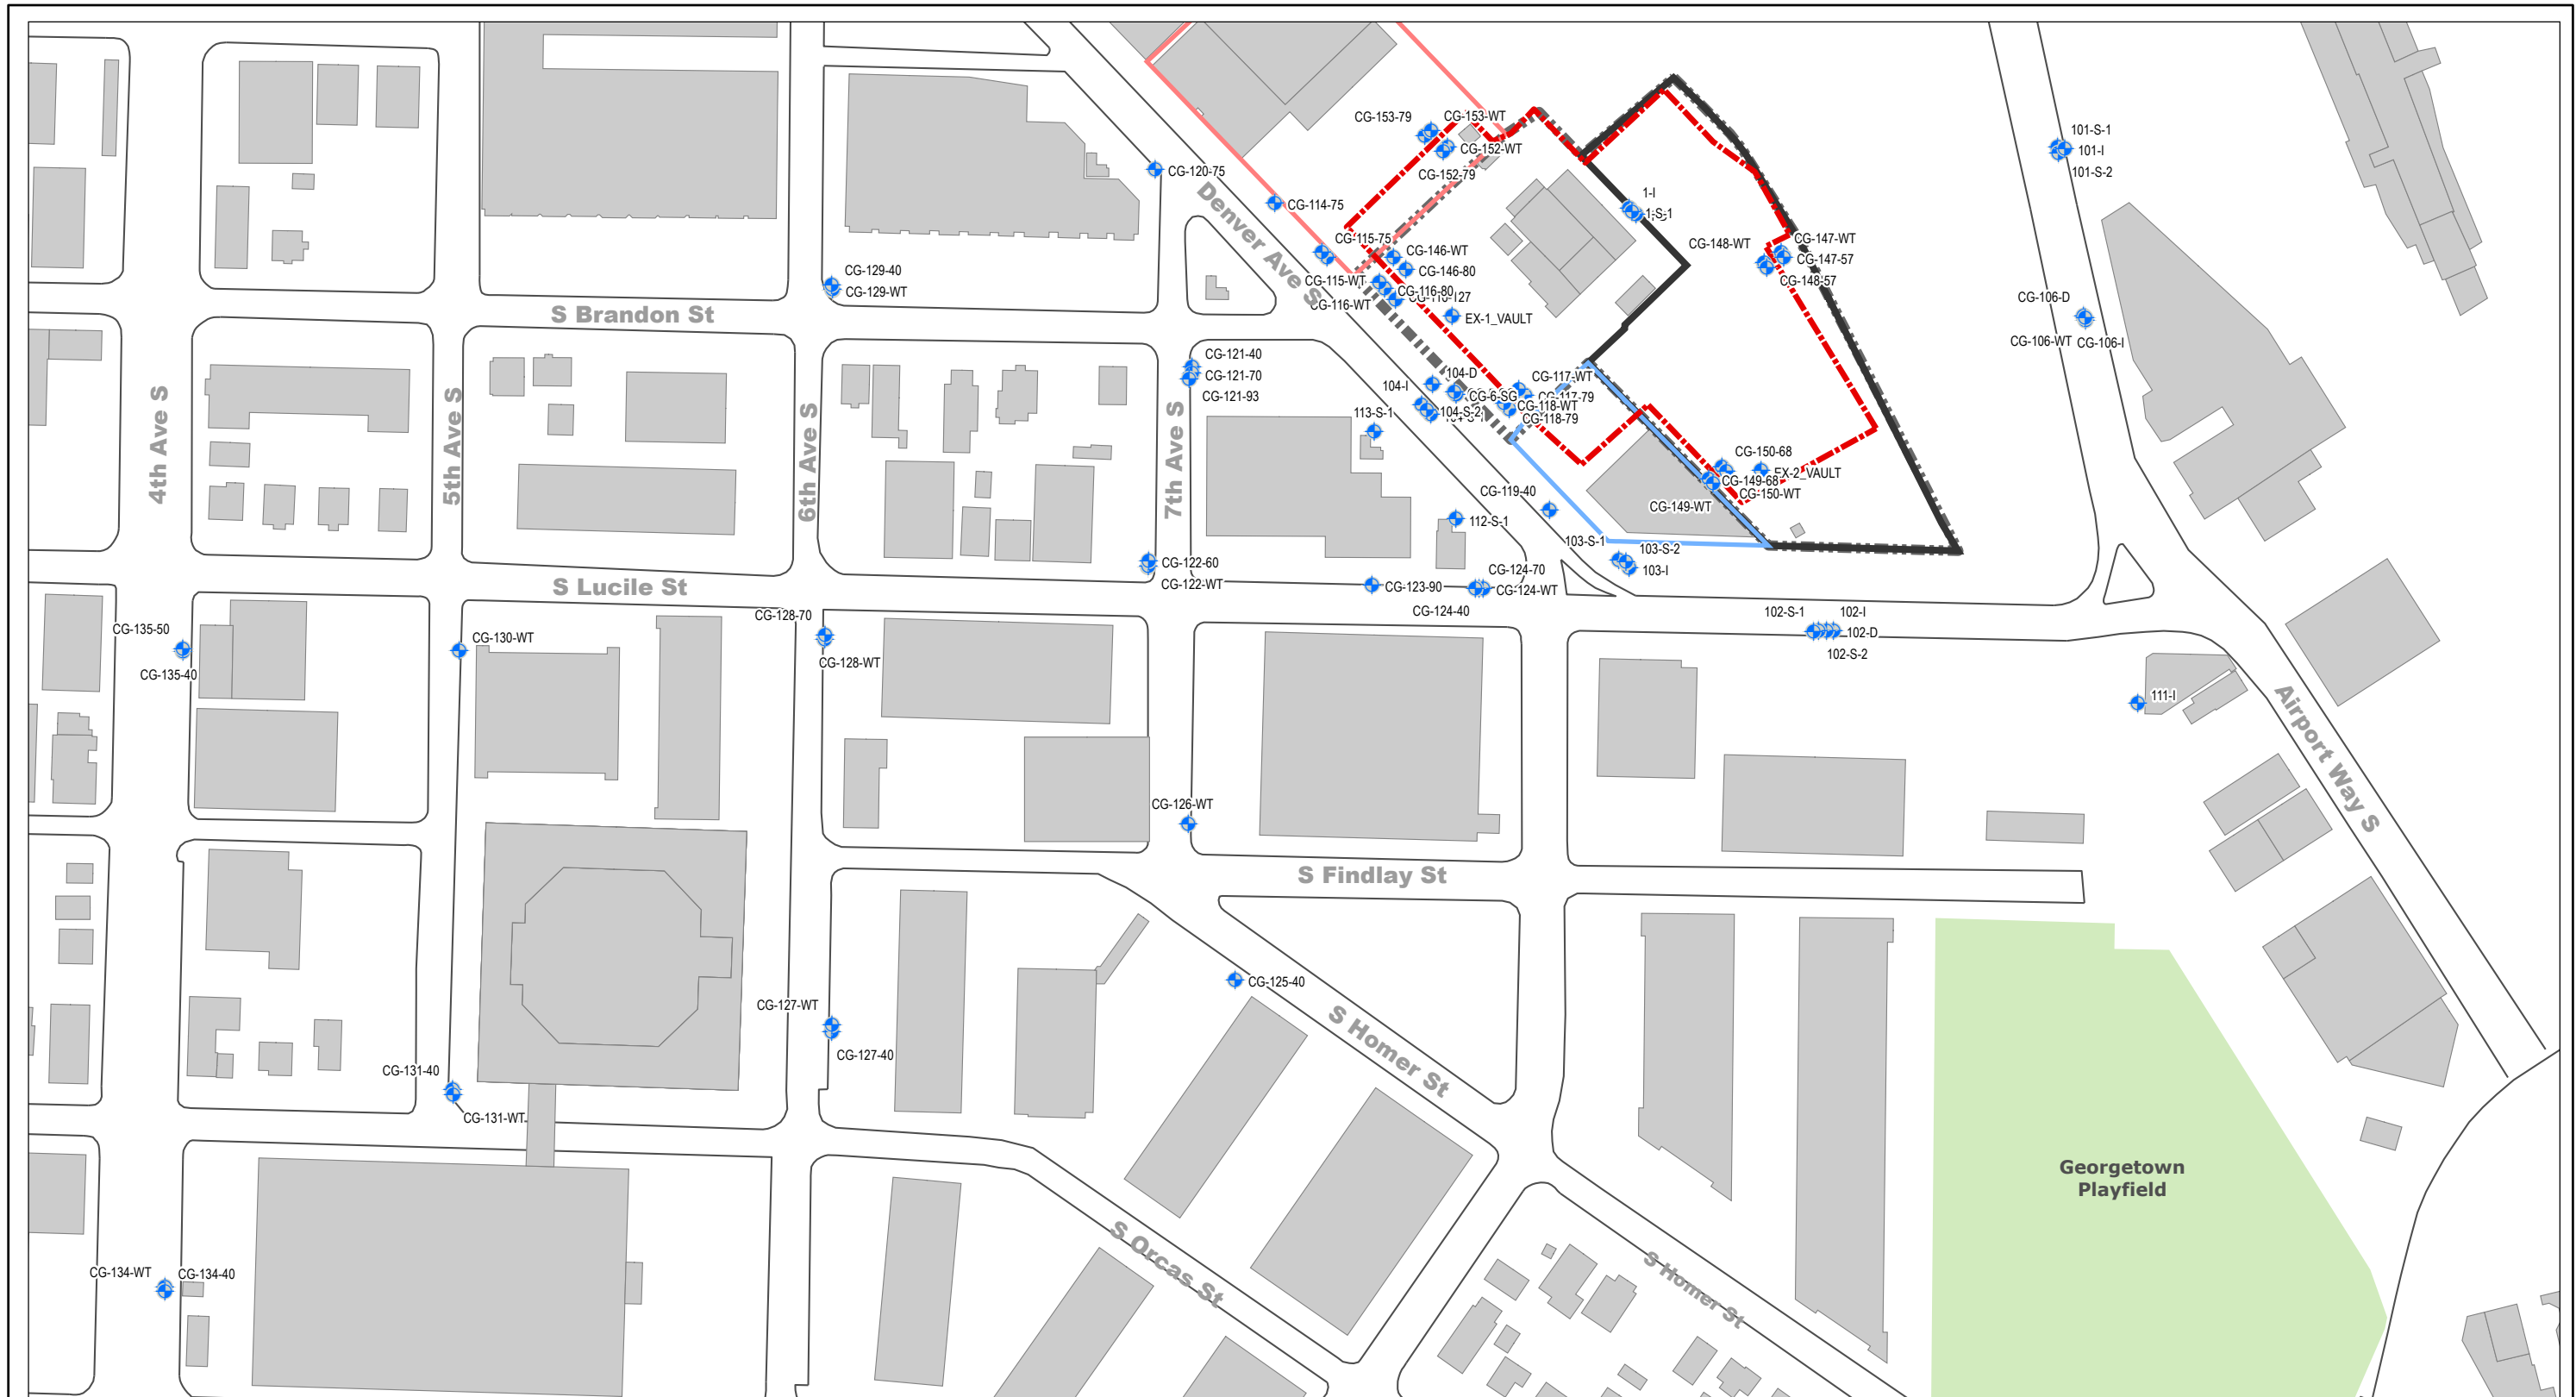 CG-153-79
CG-153-WT
CG-152-WT
CG-152-79
101-S-1
101-I
101-S-2
CG-120-75
Denver Ave S
CG-114-75
1-I
1-S-1
CG-115-75
CG-146-WT
CG-146-80
CG-148-WT
CG-147-WT
CG-147-57
CG-148-57
CG-129-40
CG-129-WT
CG-115-WT
CG-116-80
CG-116-WT
EX-1_VAULT
CG-106-D
CG-106-WT
CG-106-I
S Brandon St
CG-121-40
CG-121-70
CG-121-93
104-I
104-D
CG-6-SG
CG-117-WT
CG-117-79
CG-118-WT
CG-118-79
113-S-1
104-S-2
104-S-1
4th Ave S
5th Ave S
6th Ave S
7th Ave S
CG-150-68
EX-2_VAULT
CG-149-68
CG-150-WT
CG-149-WT
CG-119-40
112-S-1
103-S-1
103-S-2
103-I
CG-122-60
CG-122-WT
CG-123-90
CG-124-70
CG-124-WT
CG-124-40
S Lucile St
CG-128-70
CG-128-WT
102-S-1
102-I
102-D
102-S-2
CG-135-50
CG-135-40
CG-130-WT
111-I
Airport Way S
CG-126-WT
S Findlay St
CG-125-40
CG-127-WT
CG-127-40
S Homer St
CG-131-40
CG-131-WT
Georgetown
Playfield
S Orcas St
S Homer St
CG-134-WT
CG-134-40